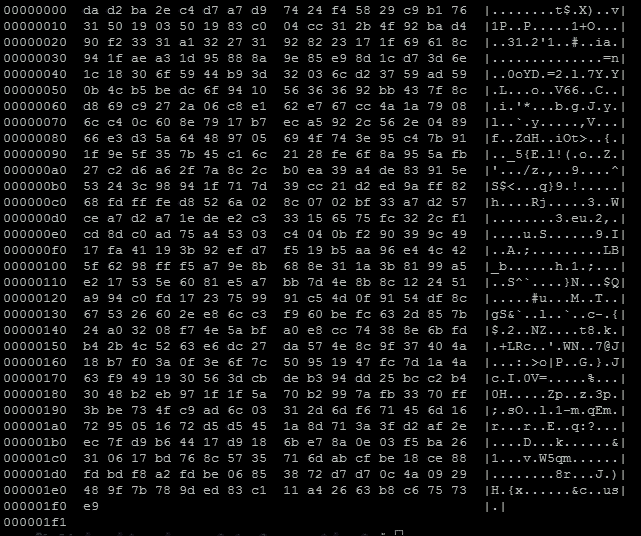 00000000  da d2 ba 2e c4 d7 a7 d9  74 24 f4 58 29 c9 b1 76  |........t$.X)..v|
00000010  31 50 19 03 50 19 83 c0  04 cc 31 2b 4f 92 ba d4  |1P..P.....1+O...|
00000020  90 f2 33 31 a1 32 27 31  92 82 23 17 1f 69 61 8c  |..31.2'1..#..ia.|
00000030  94 1f ae a3 1d 95 88 8a  9e 85 e9 8d 1c d7 3d 6e  |..............=n|
00000040  1c 18 30 6f 59 44 b9 3d  32 03 6e d2 37 59 ad 59  |..0oYD.=2.l.7Y.Y|
00000050  0b 4c b5 be dc 6f 94 10  56 36 36 92 bb 43 7f 8c  |.L...o..V66..C..|
00000060  d8 69 c9 27 2a 06 c8 e1  62 e7 67 cc 4a 1a 79 08  |.i.'*...b.g.J.y.|
00000070  6c c4 0c 60 8e 79 17 b7  ec a5 92 2c 56 2e 04 89  |l..`.y.....,V...|
00000080  66 e3 d3 5a 64 48 97 05  69 4f 74 3e 95 c4 7b 91  |f..ZdH..iOt>..{.|
00000090  1f 9e 5f 35 7b 45 c1 6c  21 28 fe 6f 8a 95 5a fb  |.._5{E.l!(.o..Z.|
000000a0  27 c2 d6 a2 6f 7a 8c 2c  b0 ea 39 a4 de 83 91 5e  |'.../z.,..9....^|
000000b0  53 24 3c 98 94 1f 71 7d  39 cc 21 d2 ed 9a ff 82  |S$<...q}9.!.....|
000000c0  68 fd ff fe d8 52 6a 02  8c 07 02 bf 33 a7 d2 57  |h....Rj.....3..W|
000000d0  ce a7 d2 a7 1e de e2 c3  33 15 65 75 fc 32 2c f1  |........3.eu.2,.|
000000e0  cd 8d c0 ad 75 a4 53 03  c4 04 0b f2 90 39 9c 49  |....u.S......9.I|
000000f0  17 fa 41 19 3b 92 ef d7  f5 19 b5 aa 96 e4 4c 42  |..A.;.........LB|
00000100  5f 62 98 ff f5 a7 9e 8b  68 8e 31 1a 3b 81 99 a5  |_b......h.1.;...|
00000110  e2 17 53 5e 60 81 e5 a7  bb 7d 4e 8b 8c 12 24 51  |..S^`....}N...$Q|
00000120  a9 94 c0 fd 17 23 75 99  91 c5 4d 0f 91 54 df 8c  |.....#u...M..T..|
00000130  67 53 26 60 2e e8 6c c3  f9 60 be fc 63 2d 85 7b  |gS&`..l..`..c-.{|
00000140  24 a0 32 08 f7 4e 5a bf  a0 e8 cc 74 38 8e 6b fd  |$.2..NZ....t8.k.|
00000150  b4 2b 4c 52 63 e6 dc 27  da 57 4e 8c 9f 37 40 4a  |.+LRc..'.WN..7@J|
00000160  18 b7 f0 3a 0f 3e 6f 7c  50 95 19 47 fc 7d 1a 4a  |...:.>o|P..G.}.J|
00000170  63 f9 49 19 30 56 3d cb  de b3 94 dd 25 bc c2 b4  |c.I.0V=.....%...|
00000180  30 48 b2 eb 97 1f 1f 5a  70 b2 99 7a fb 33 70 ff  |0H.....Zp..z.3p.|
00000190  3b be 73 4f c9 ad 6c 03  31 2d 6d f6 71 45 6d 16  |;.sO..l.1-m.qEm.|
000001a0  72 95 05 16 72 d5 d5 45  1a 8d 71 3a 3f d2 af 2e  |r...r..E..q:?...|
000001b0  ec 7f d9 b6 44 17 d9 18  6b e7 8a 0e 03 f5 ba 26  |....D...k......&|
000001c0  31 06 17 bd 76 8c 57 35  71 6d ab cf be 18 ce 88  |1...v.W5qm......|
000001d0  fd bd f8 a2 fd be 06 85  38 72 d7 d7 0c 4a 09 29  |........8r...J.)|
000001e0  48 9f 7b 78 9d ed 83 c1  11 a4 26 63 b8 c6 75 73  |H.{x......&c..us|
000001f0  e9  |.|
000001f1